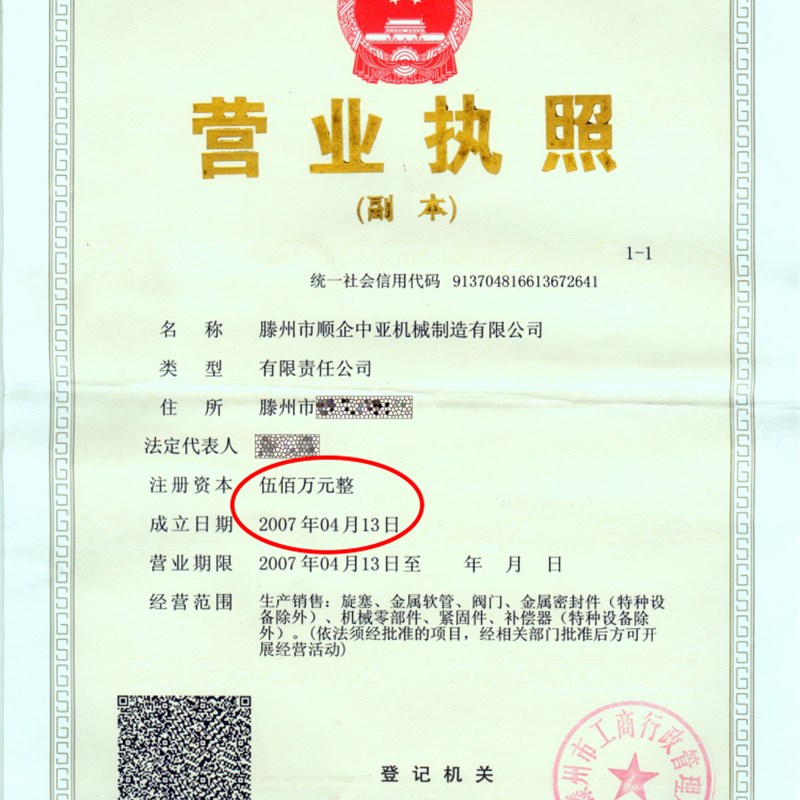 营业执照
(副 本)
1-1
统一社会信用代码 913704816613672641
名 称 滕州市顺企中亚机械制造有限公司
类 型 有限责任公司
住 所 滕州市
法定代表人
注册资本 伍佰万元整
成立日期 2007年04月13日
营业期限 2007年04月13日至 年 月 日
经营范围 生产销售：旋塞、金属软管、阀门、金属密封件（特种设
备除外）、机械零部件、紧固件、补偿器（特种设备除
外）。(依法须经批准的项目，经相关部门批准后方可开
展经营活动)
登记机关
滕州市工商行政管理